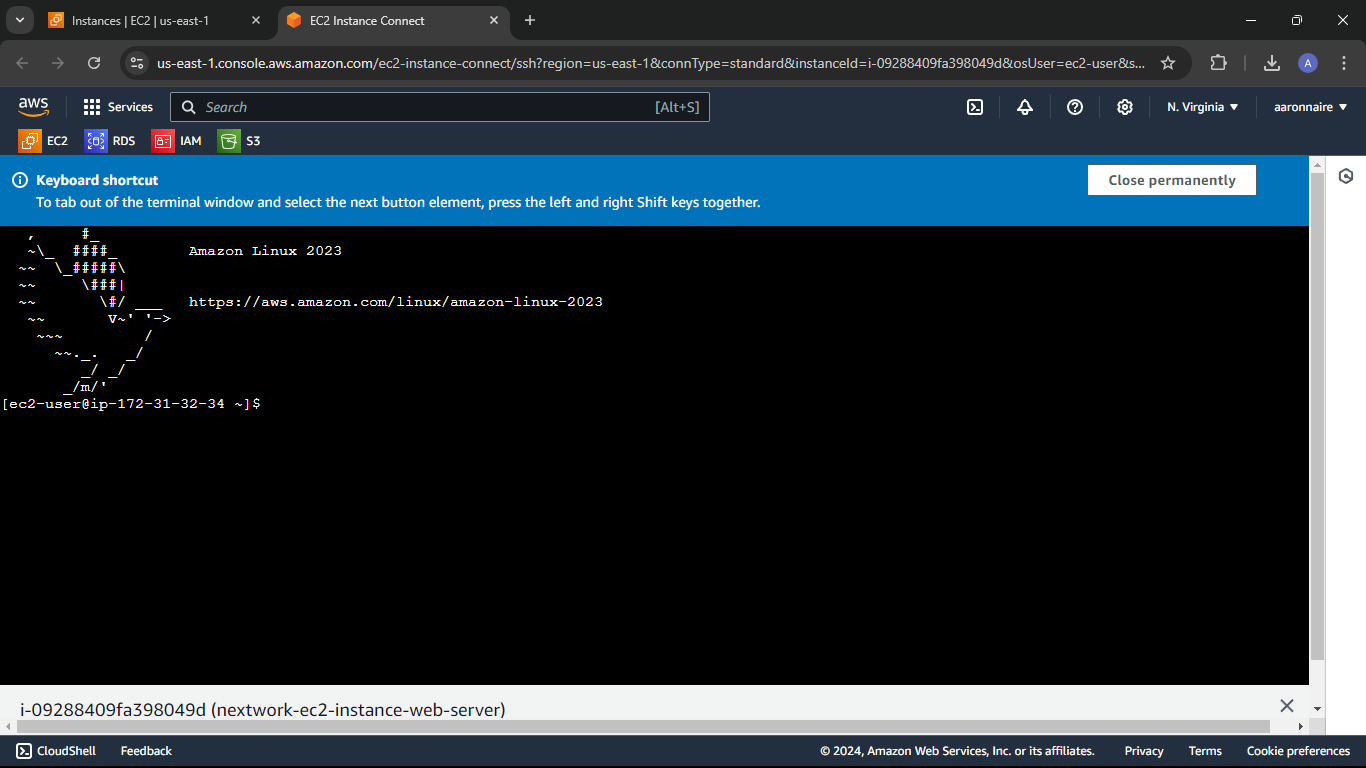 Instances | EC2 | us-east-1
EC2 Instance Connect
us-east-1.console.aws.amazon.com/ec2-instance-connect/ssh?region=us-east-1&connType=standard&instanceId=i-09288409fa398049d&osUser=ec2-user&s...
A
aws
Services
Search
[Alt+S]
N. Virginia
aaronnaire
EC2
RDS
IAM
S3
Keyboard shortcut
Close permanently
To tab out of the terminal window and select the next button element, press the left and right Shift keys together.
   ,     #_
   ~\_  ####_        Amazon Linux 2023
  ~~  \_#####\
  ~~     \###|
  ~~       \#/ ___   https://aws.amazon.com/linux/amazon-linux-2023
   ~~       V~' '->
    ~~~         /
      ~~._.   _/
         _/ _/
       _/m/'
[ec2-user@ip-172-31-32-34 ~]$
i-09288409fa398049d (nextwork-ec2-instance-web-server)
CloudShell
Feedback
© 2024, Amazon Web Services, Inc. or its affiliates.
Privacy
Terms
Cookie preferences